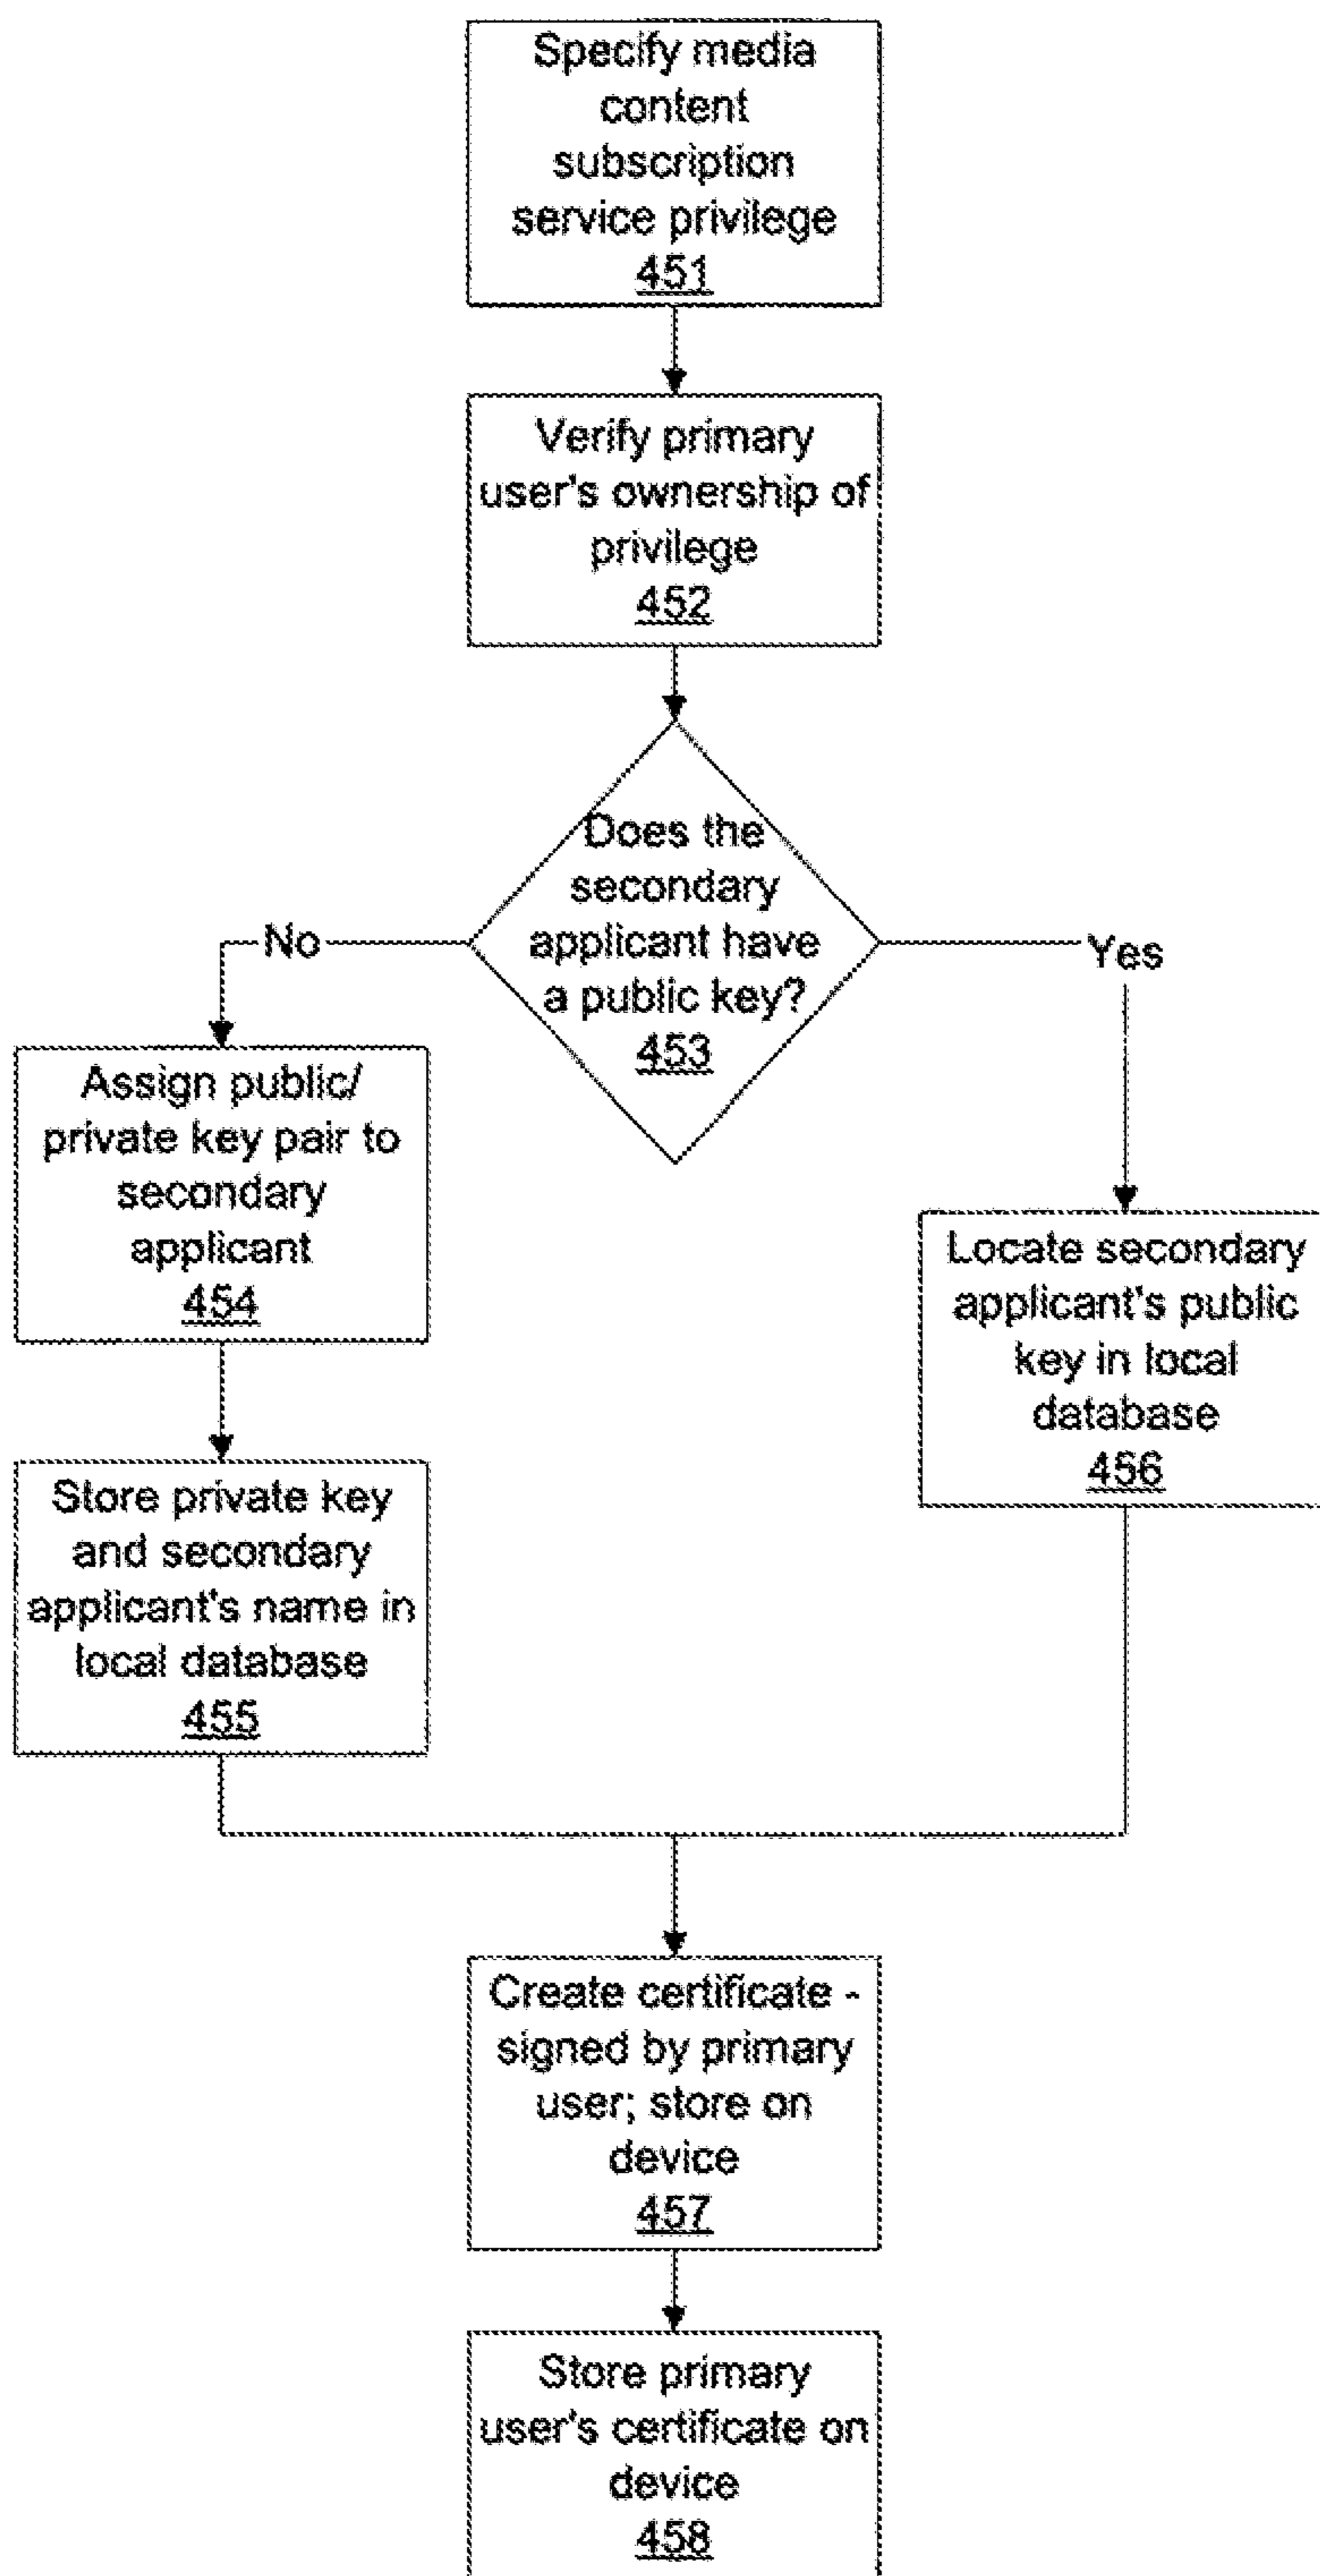 Specify media
content
subscription
service privilege
451
Verify primary
user's ownership of
privilege
452
Does the
secondary
applicant have
a public key?
453
No
Yes
Assign public/
private key pair to
secondary
applicant
454
Locate secondary
applicant's public
key in local
database
456
Store private key
and secondary
applicant's name in
local database
455
Create certificate -
signed by primary
user; store on
device
457
Store primary
user's certificate on
device
458